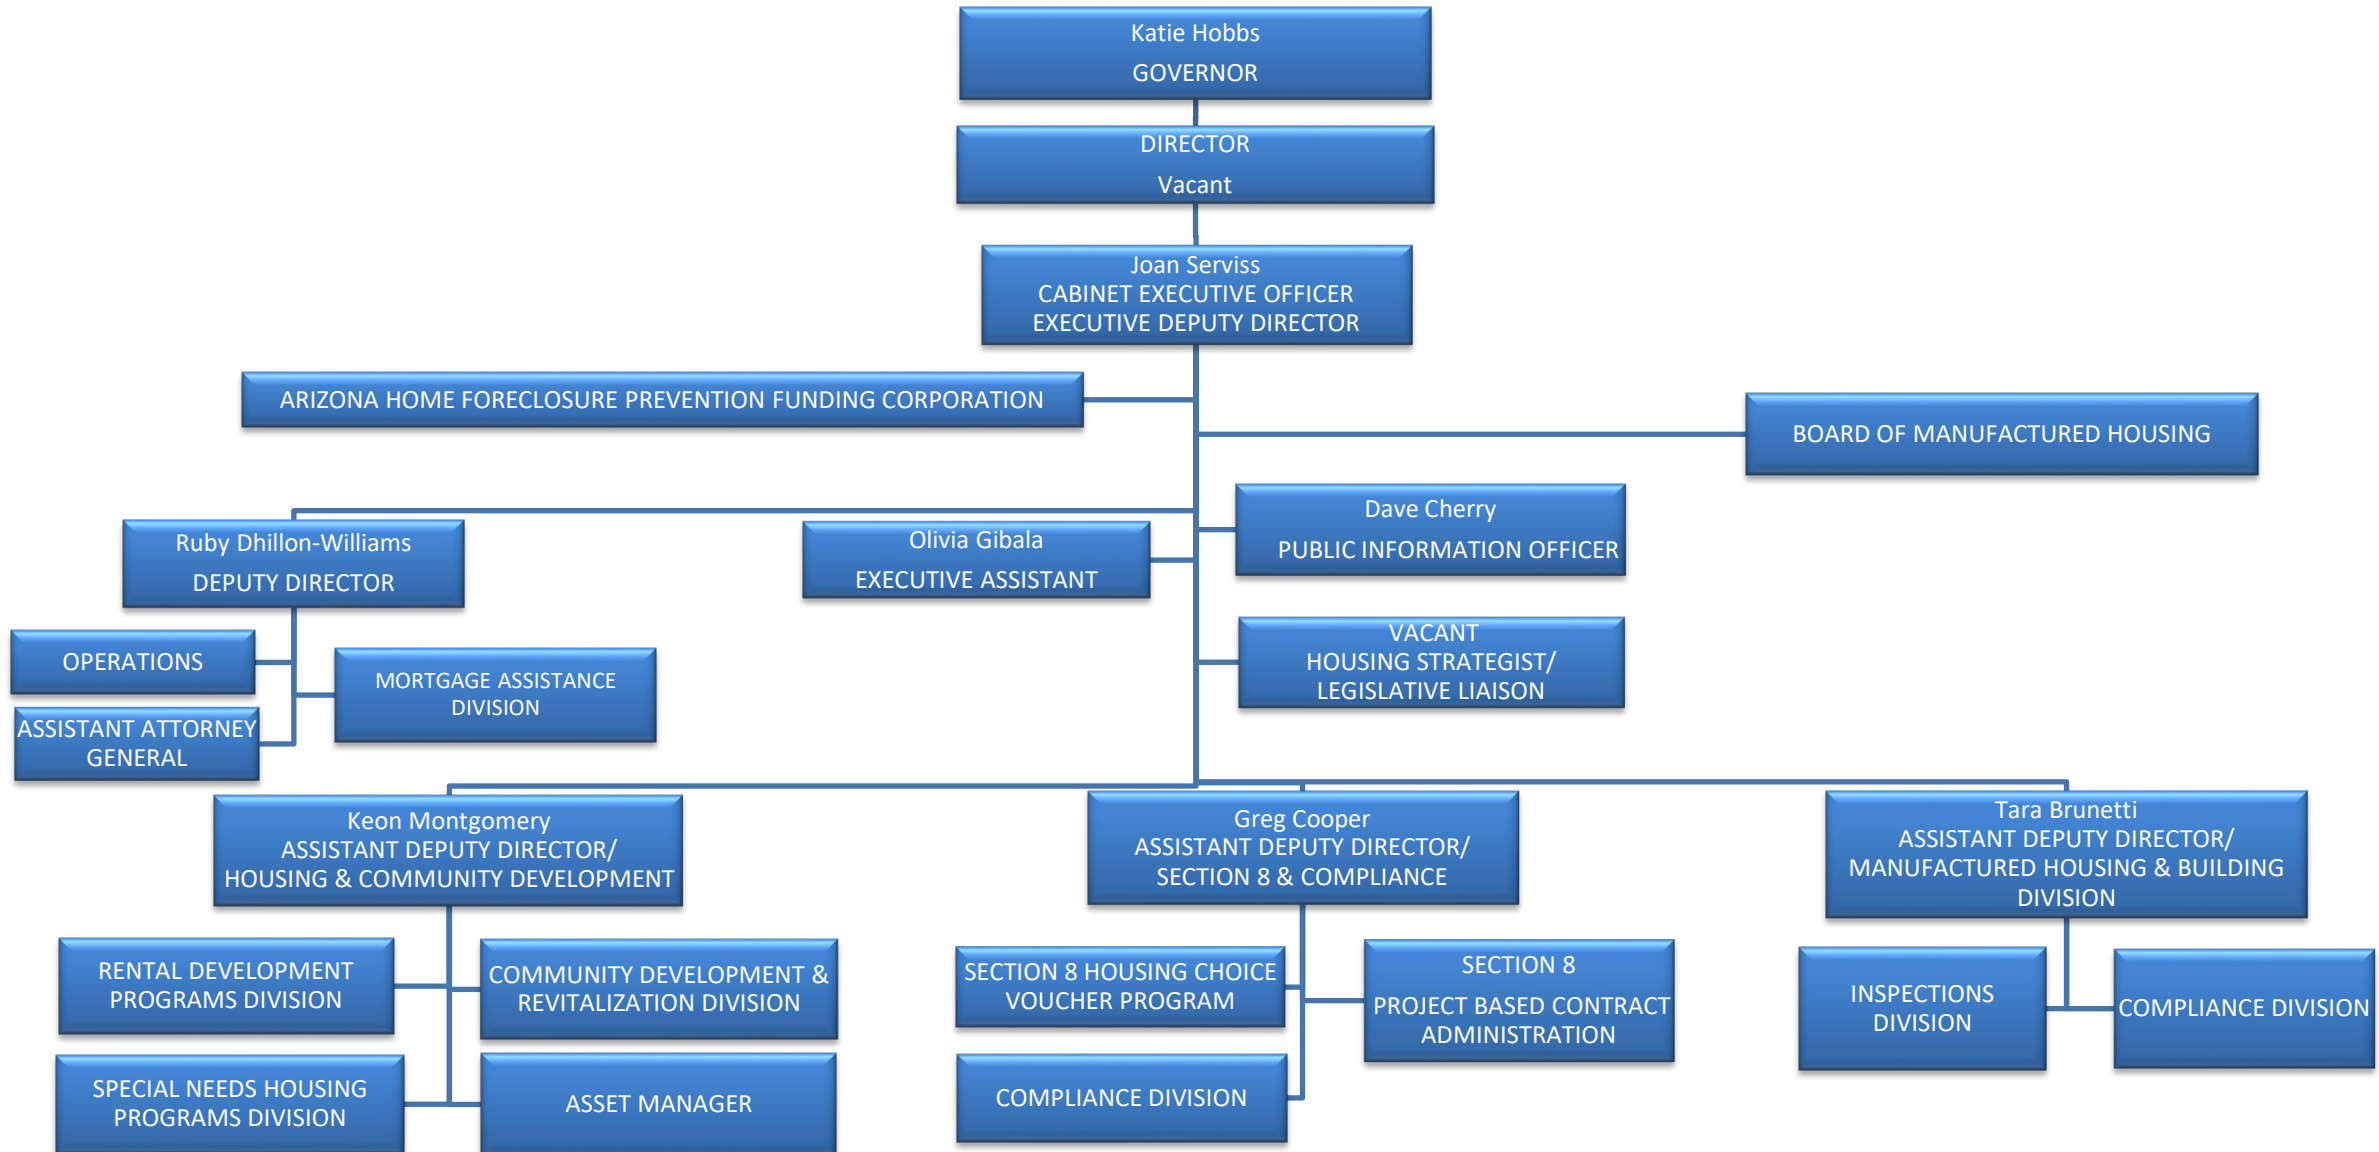 Katie Hobbs
GOVERNOR
DIRECTOR
Vacant
Joan Serviss
CABINET EXECUTIVE OFFICER
EXECUTIVE DEPUTY DIRECTOR
ARIZONA HOME FORECLOSURE PREVENTION FUNDING CORPORATION
BOARD OF MANUFACTURED HOUSING
Ruby Dhillon-Williams
DEPUTY DIRECTOR
Olivia Gibala
EXECUTIVE ASSISTANT
Dave Cherry
PUBLIC INFORMATION OFFICER
OPERATIONS
MORTGAGE ASSISTANCE
DIVISION
ASSISTANT ATTORNEY
GENERAL
VACANT
HOUSING STRATEGIST/
LEGISLATIVE LIAISON
Keon Montgomery
ASSISTANT DEPUTY DIRECTOR/
HOUSING & COMMUNITY DEVELOPMENT
Greg Cooper
ASSISTANT DEPUTY DIRECTOR/
SECTION 8 & COMPLIANCE
Tara Brunetti
ASSISTANT DEPUTY DIRECTOR/
MANUFACTURED HOUSING & BUILDING
DIVISION
RENTAL DEVELOPMENT
PROGRAMS DIVISION
COMMUNITY DEVELOPMENT &
REVITALIZATION DIVISION
SPECIAL NEEDS HOUSING
PROGRAMS DIVISION
ASSET MANAGER
SECTION 8 HOUSING CHOICE
VOUCHER PROGRAM
SECTION 8
PROJECT BASED CONTRACT
ADMINISTRATION
COMPLIANCE DIVISION
INSPECTIONS
DIVISION
COMPLIANCE DIVISION